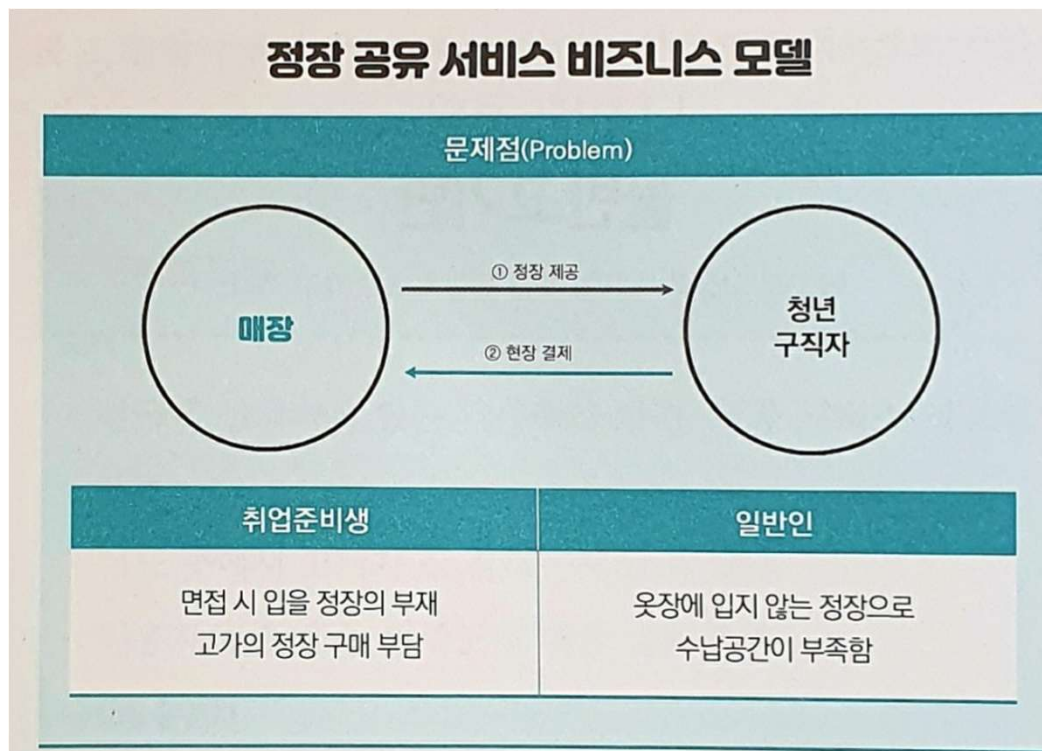 정장 공유 서비스 비즈니스 모델
문제점(Problem)
매장
① 정장 제공
② 현장 결제
청년
구직자
취업준비생
일반인
면접 시 입을 정장의 부재
고가의 정장 구매 부담
옷장에 입지 않는 정장으로
수납공간이 부족함